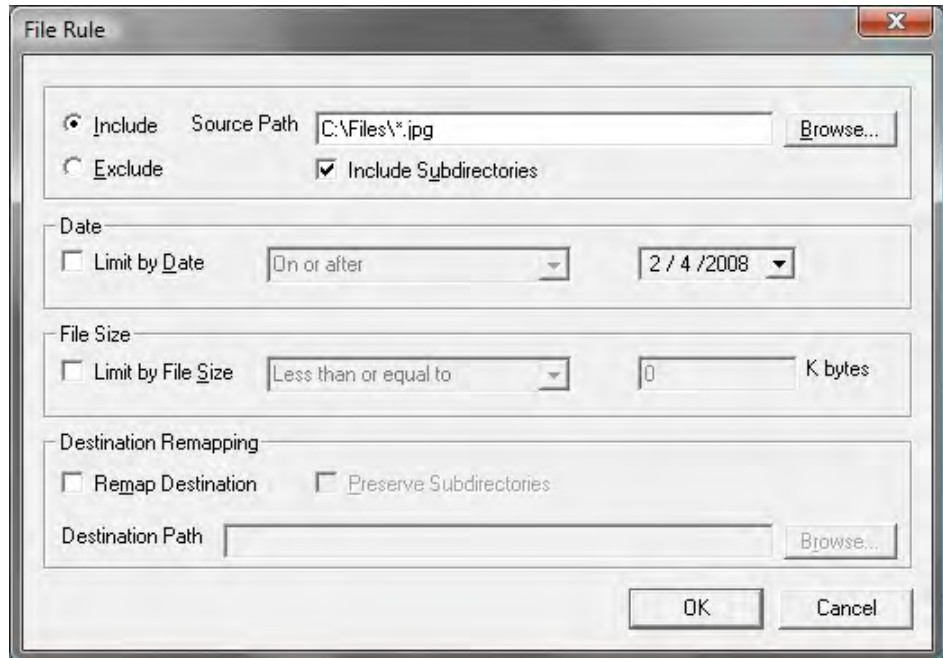 File Rule
Include Source Path C:\Files\*.jpg Browse...
Exclude Include Subdirectories
Date
Limit by Date On or after 2 / 4 /2008
File Size
Limit by File Size Less than or equal to 0 K bytes
Destination Remapping
Remap Destination Preserve Subdirectories
Destination Path Browse...
OK Cancel